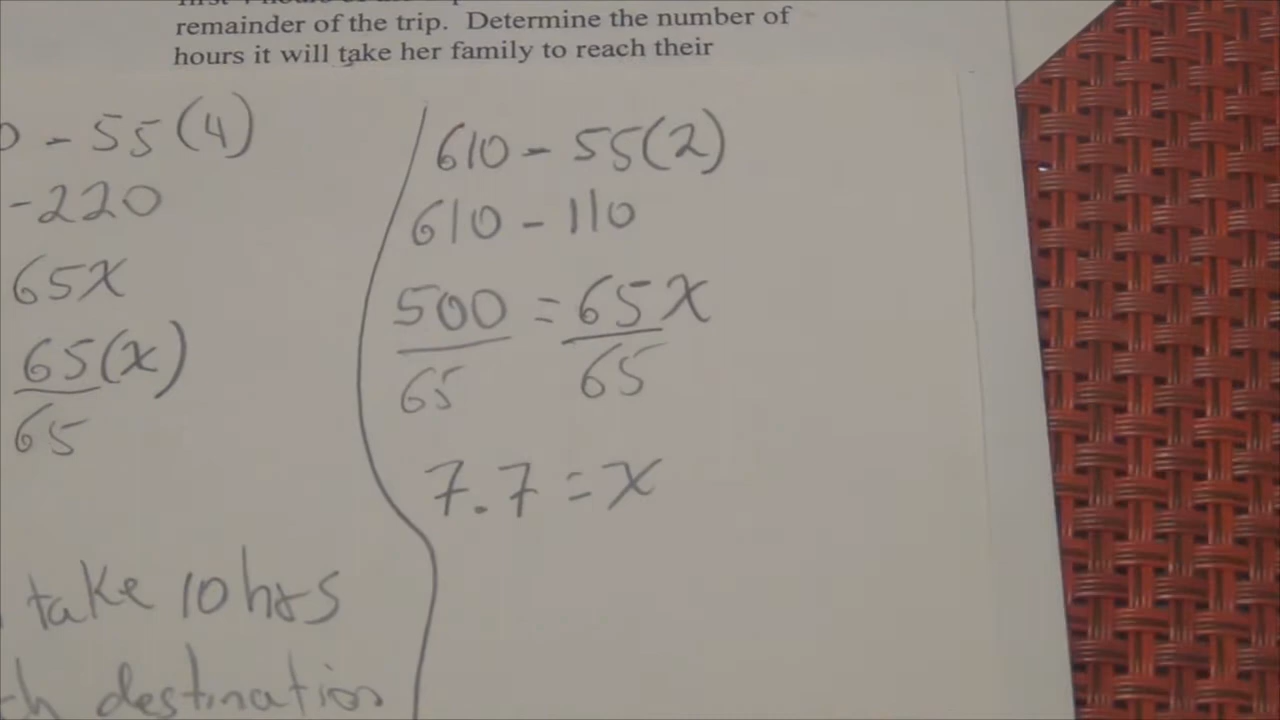 remainder of the trip. Determine the number of
hours it will take her family to reach their
- 55(4)
-220
65x
65(x)
65
take 10 hrs
destination
610 - 55(2)
610 - 110
500 = 65x
65 65
7.7 = x